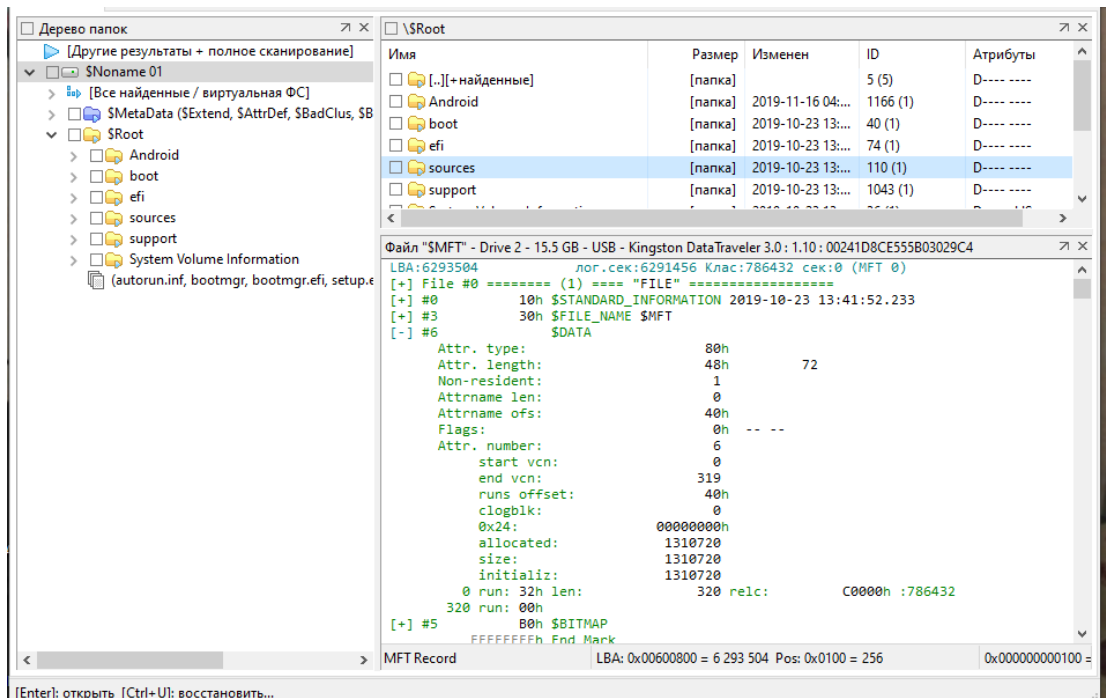 Дерево папок
[Другие результаты + полное сканирование]
$Noname 01
[Все найденные / виртуальная ФС]
$MetaData ($Extend, $AttrDef, $BadClus, $B
$Root
Android
boot
efi
sources
support
System Volume Information
(autorun.inf, bootmgr, bootmgr.efi, setup.e
\$Root
Имя Размер Изменен ID Атрибуты
[..][+найденные] [папка] 5 (5) D---- ----
Android [папка] 2019-11-16 04:... 1166 (1) D---- ----
boot [папка] 2019-10-23 13:... 40 (1) D---- ----
efi [папка] 2019-10-23 13:... 74 (1) D---- ----
sources [папка] 2019-10-23 13:... 110 (1) D---- ----
support [папка] 2019-10-23 13:... 1043 (1) D---- ----
Файл "$MFT" - Drive 2 - 15.5 GB - USB - Kingston DataTraveler 3.0 : 1.10 : 00241D8CE555B03029C4
LBA:6293504 лог.сек:6291456 Клас:786432 сек:0 (MFT 0)
[+] File #0 ======== (1) ==== "FILE" ==================
[+] #0 10h $STANDARD_INFORMATION 2019-10-23 13:41:52.233
[+] #3 30h $FILE_NAME $MFT
[-] #6 $DATA
Attr. type: 80h
Attr. length: 48h 72
Non-resident: 1
Attrname len: 0
Attrname ofs: 40h
Flags: 0h -- --
Attr. number: 6
start vcn: 0
end vcn: 319
runs offset: 40h
clogblk: 0
0x24: 00000000h
allocated: 1310720
size: 1310720
initializ: 1310720
0 run: 32h len: 320 relc: C0000h :786432
320 run: 00h
[+] #5 B0h $BITMAP
FFFFFFFFh End Mark
MFT Record LBA: 0x00600800 = 6 293 504 Pos: 0x0100 = 256 0x000000000100 =
[Enter]: открыть [Ctrl+U]: восстановить...